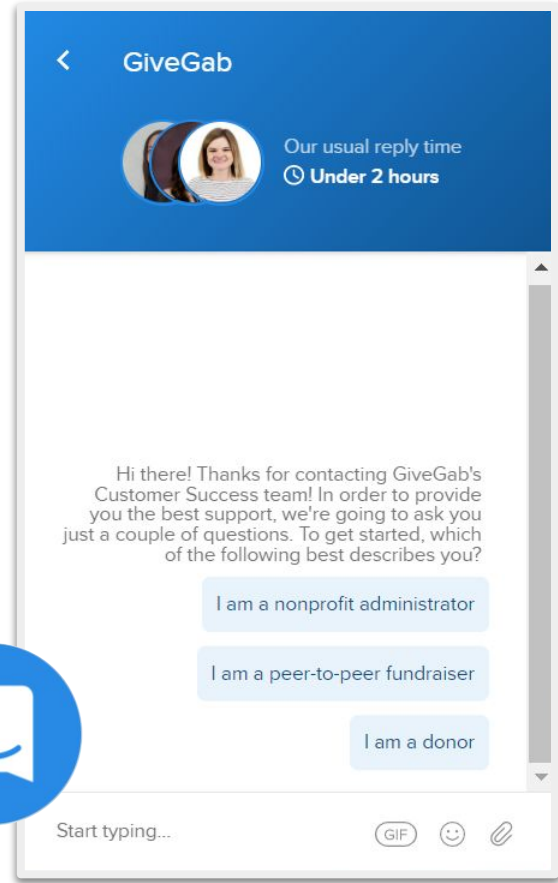 GiveGab
Our usual reply time
Under 2 hours
Hi there! Thanks for contacting GiveGab's
Customer Success team! In order to provide
you the best support, we're going to ask you
just a couple of questions. To get started, which
of the following best describes you?
I am a nonprofit administrator
I am a peer-to-peer fundraiser
I am a donor
Start typing...
GIF